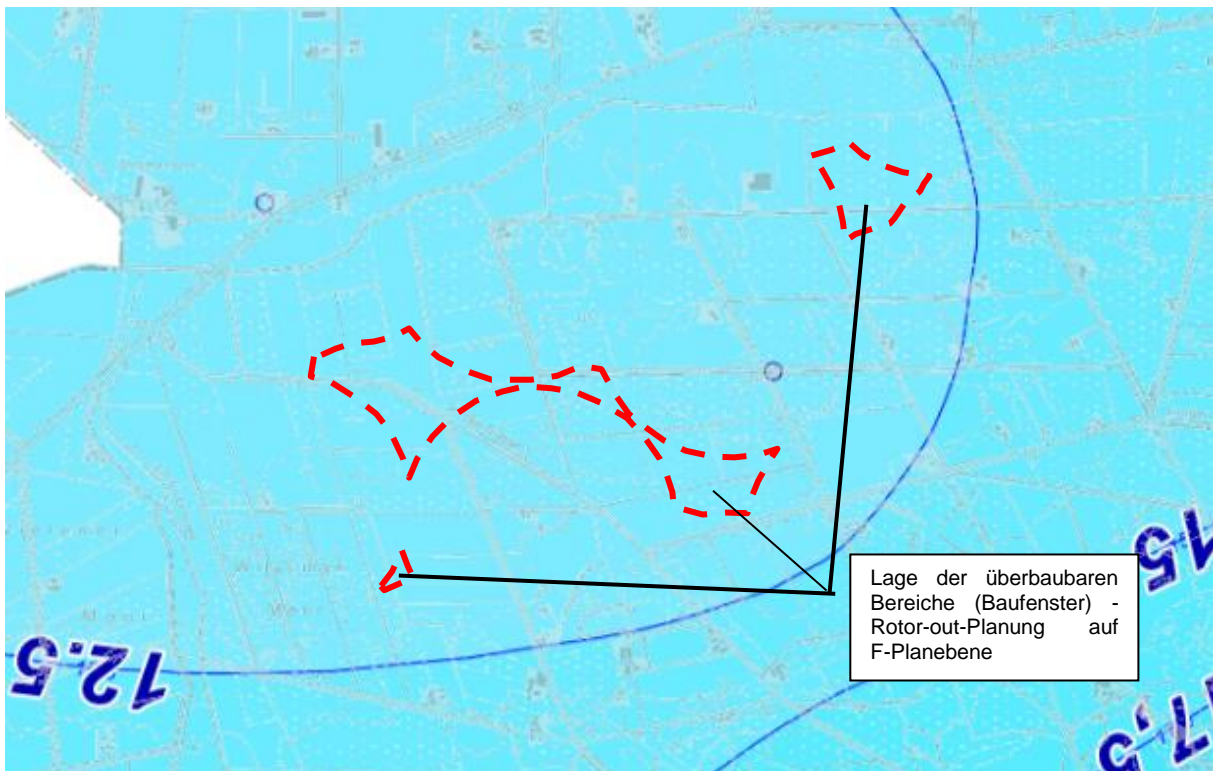 15
Lage der überbaubaren
Bereiche (Baufenster) -
Rotor-out-Planung auf
F-Planebene
12.5
17,5